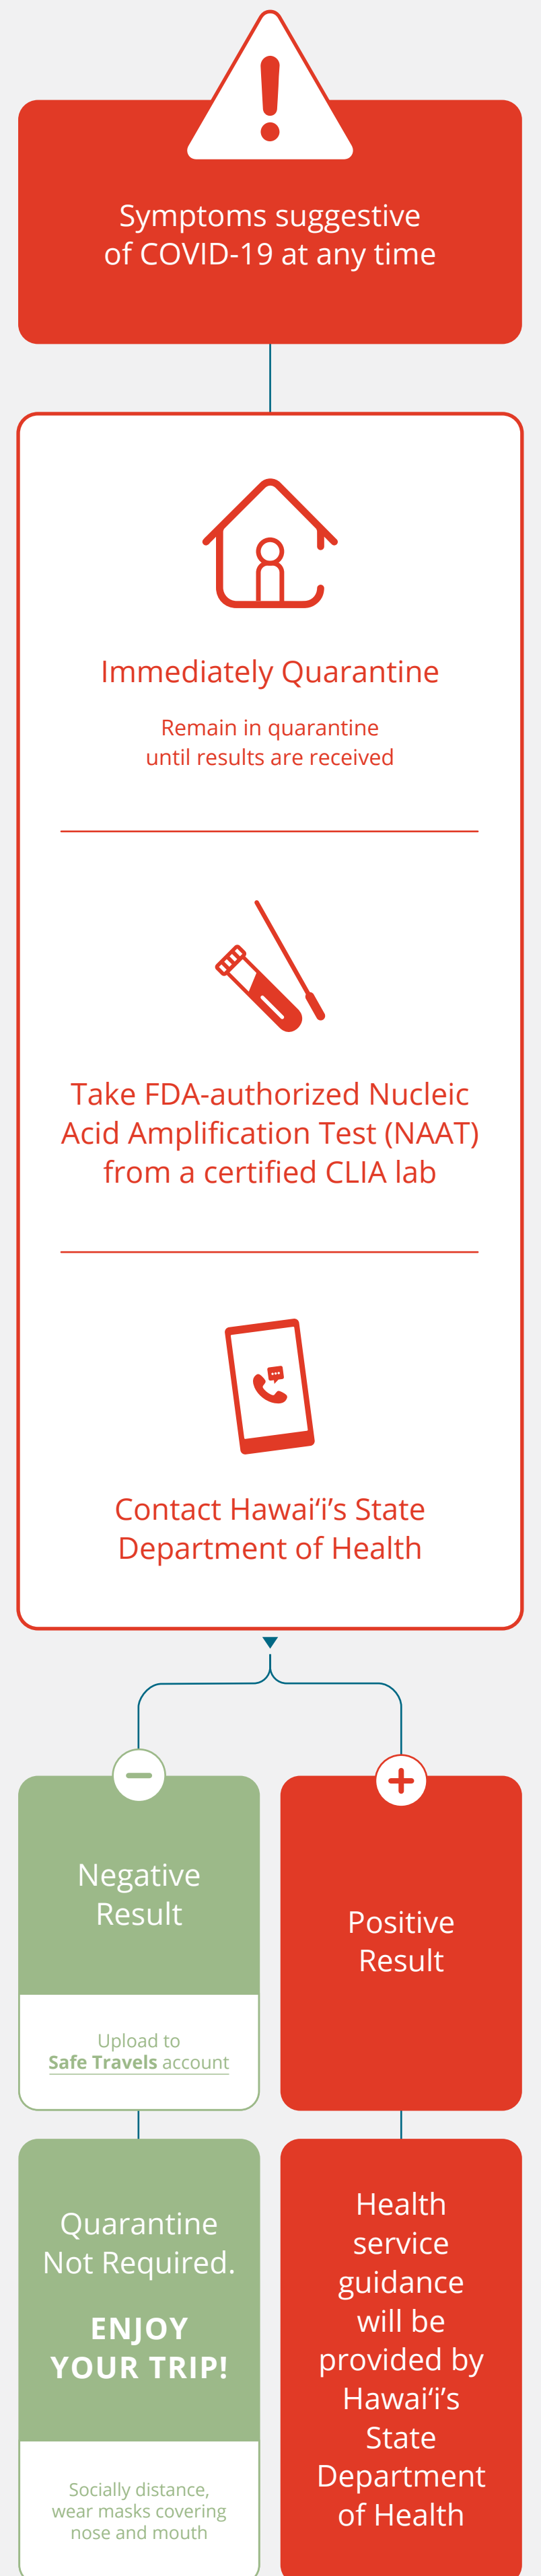 Symptoms suggestive
of COVID-19 at any time
Immediately Quarantine
Remain in quarantine
until results are received
Take FDA-authorized Nucleic
Acid Amplification Test (NAAT)
from a certified CLIA lab
Contact Hawai‘i’s State
Department of Health
Negative
Result
Upload to
Safe Travels account
Quarantine
Not Required.
ENJOY
YOUR TRIP!
Socially distance,
wear masks covering
nose and mouth
Positive
Result
Health
service
guidance
will be
provided by
Hawai‘i’s
State
Department
of Health